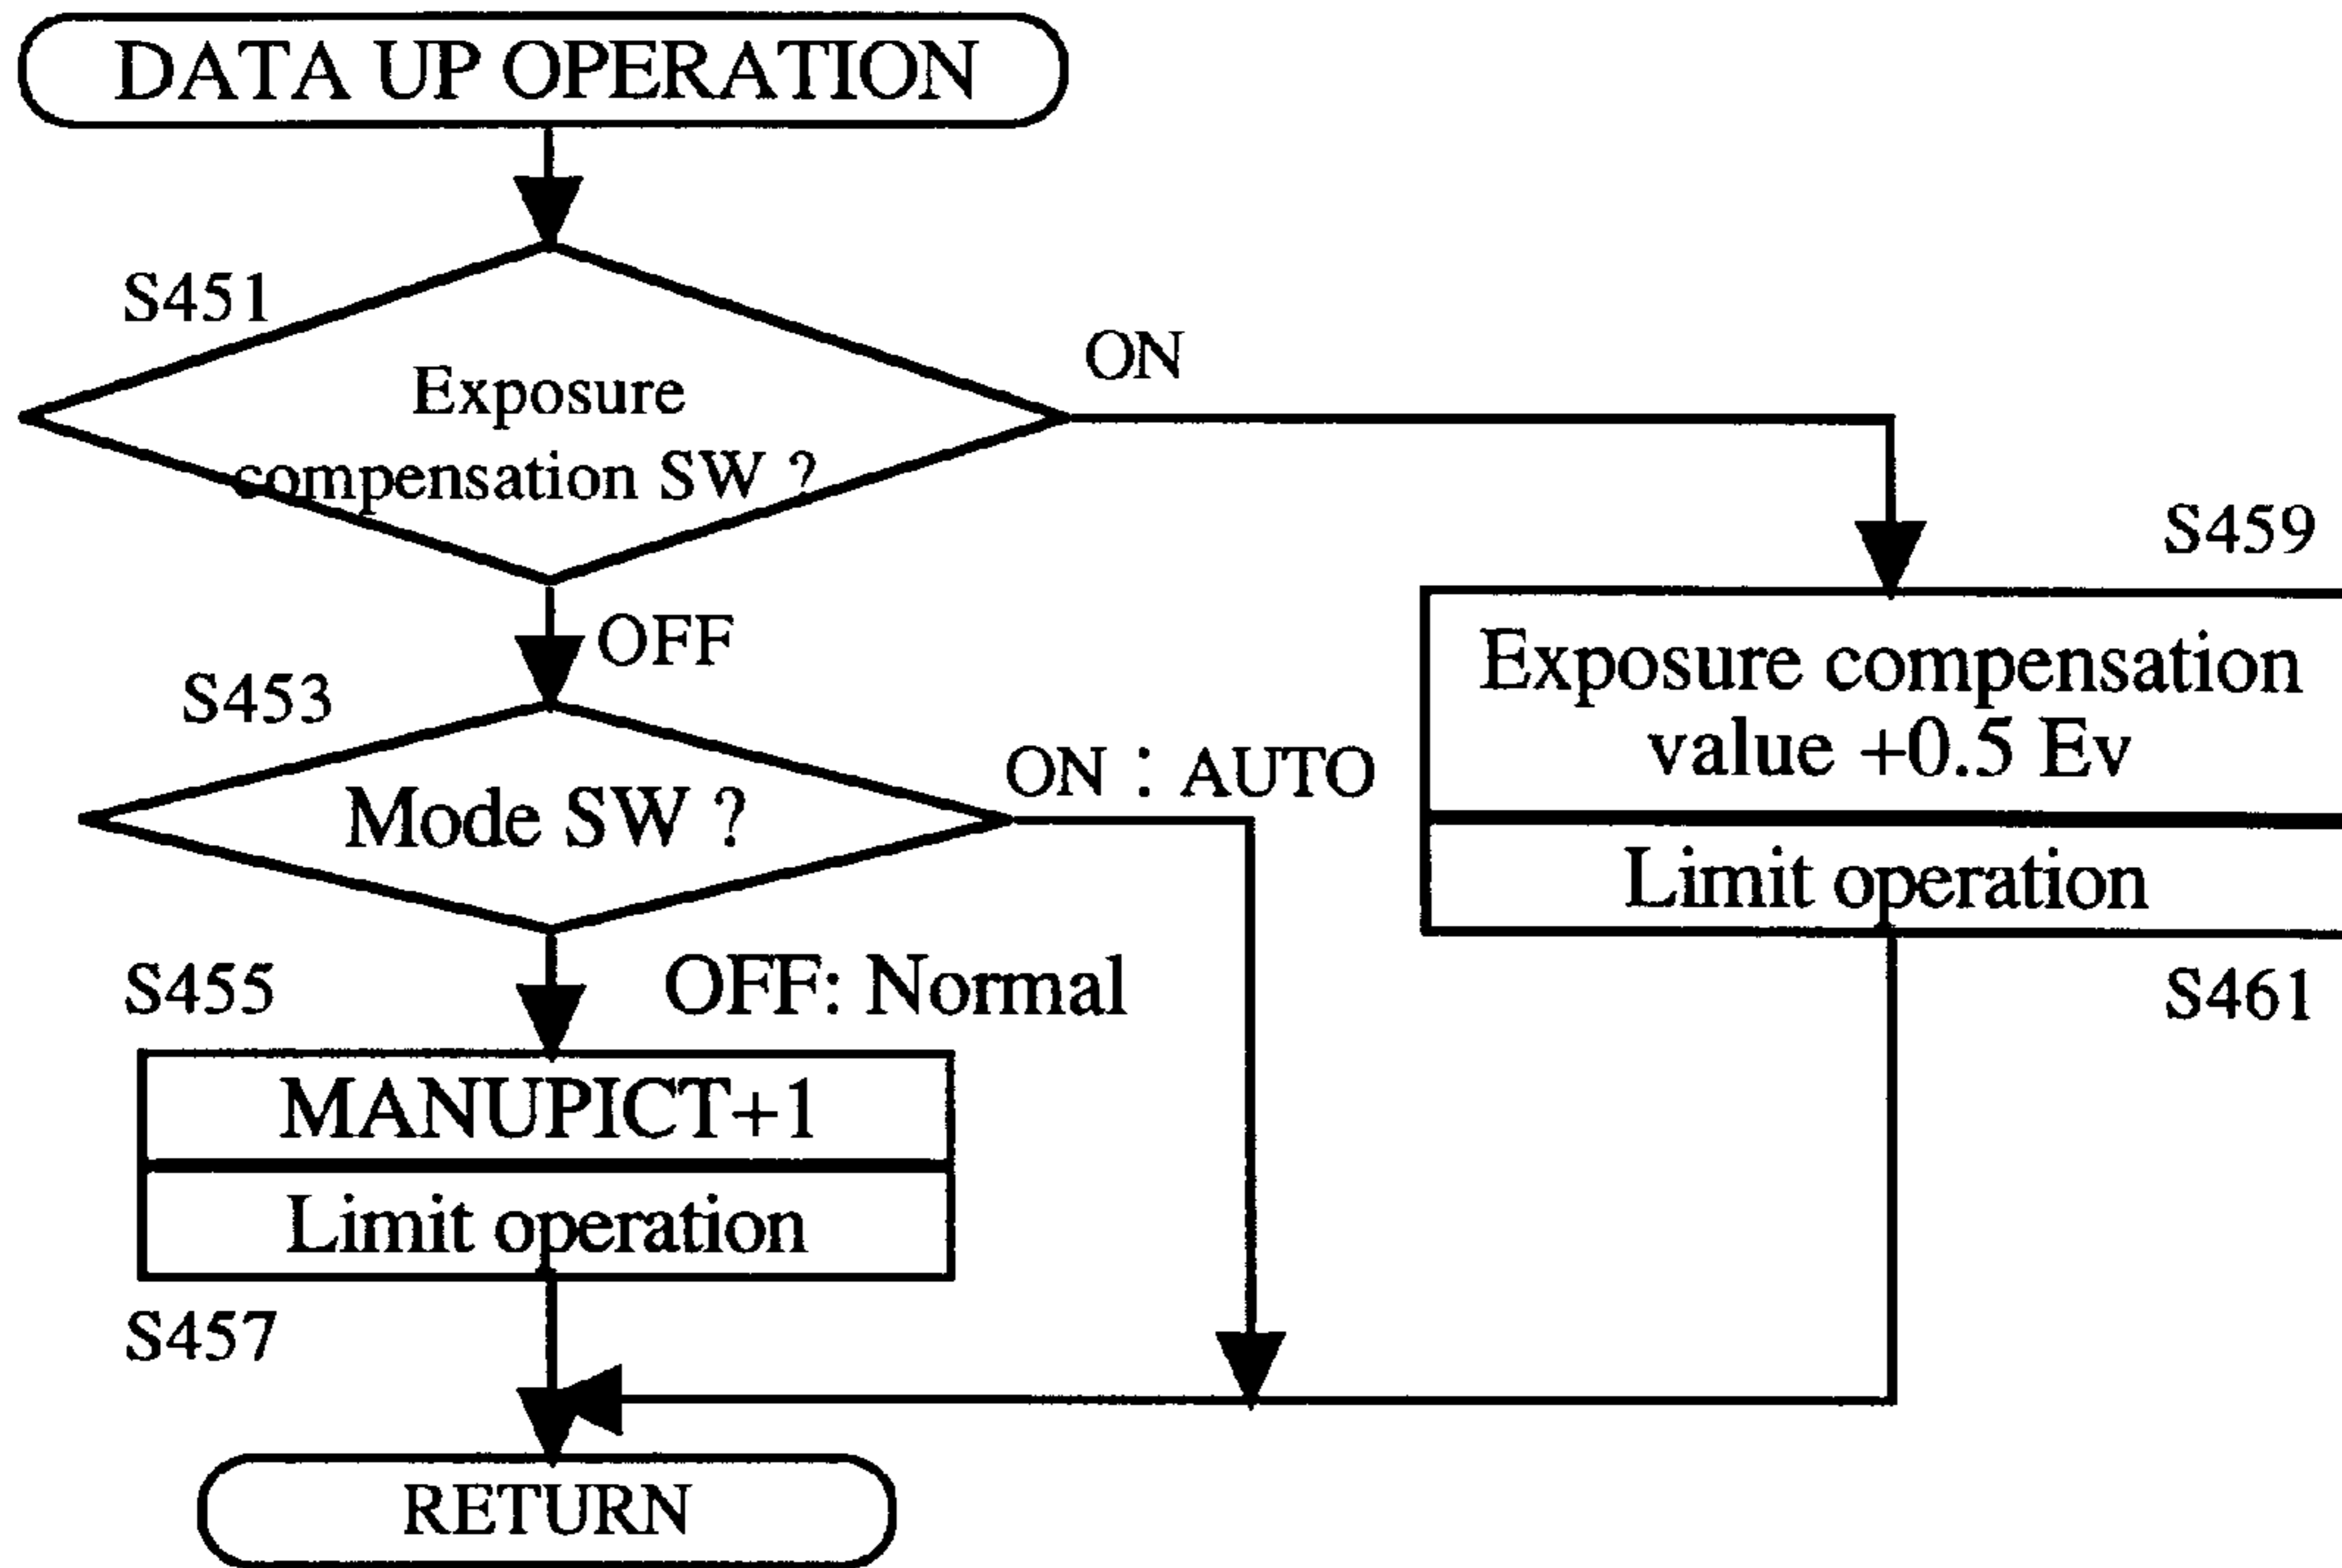 DATA UP OPERATION
S451
Exposure
compensation SW ?
ON
OFF
S459
Exposure compensation
value +0.5 Ev
Limit operation
S461
S453
Mode SW ?
ON : AUTO
OFF: Normal
S455
MANUPICT+1
Limit operation
S457
RETURN